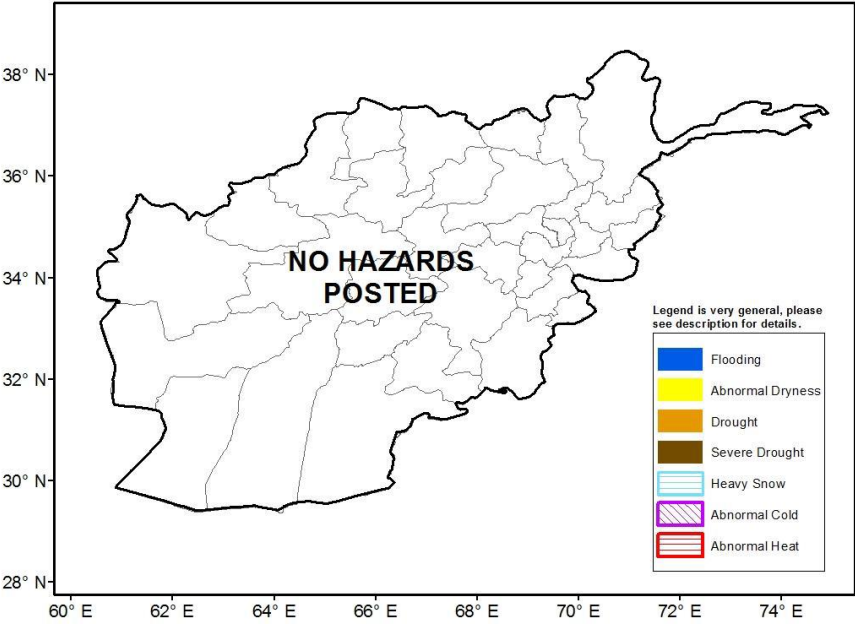 38° N
36° N
34° N
32° N
30° N
28° N
NO HAZARDS
POSTED
Legend is very general, please
see description for details.
Flooding
Abnormal Dryness
Drought
Severe Drought
Heavy Snow
Abnormal Cold
Abnormal Heat
60° E
62° E
64° E
66° E
68° E
70° E
72° E
74° E